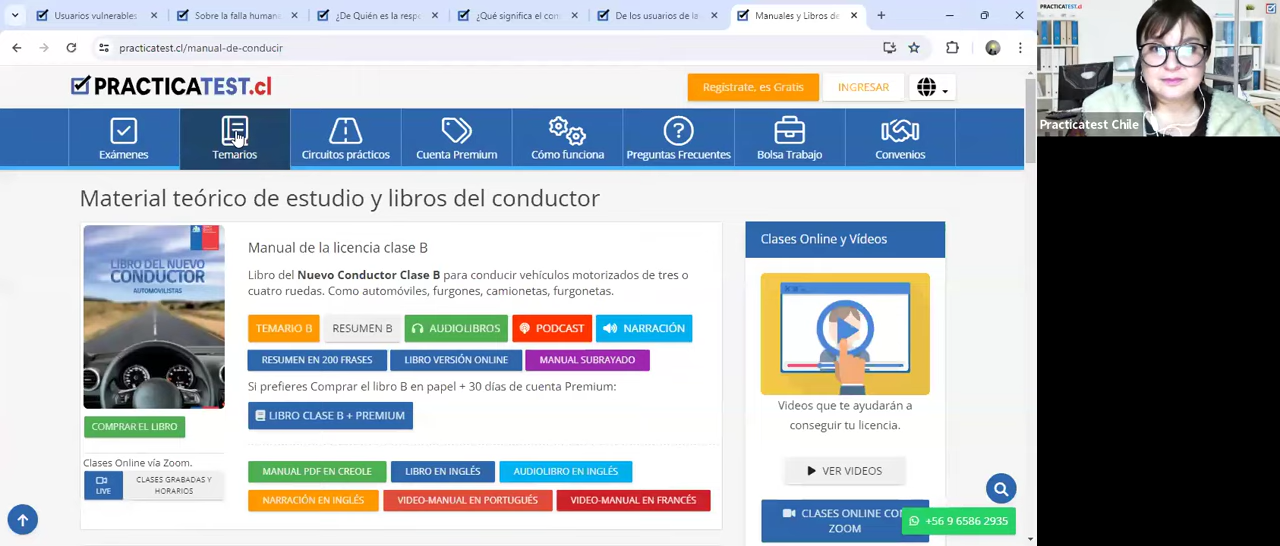 Usuarios vulnerables
Sobre la falla humana
¿Qué significa el con
De los usuarios de la
Manuales y Libros de
practicatest.cl/manual-de-conducir
PRACTICATEST.cl
Regístrate, es Gratis
INGRESAR
Exámenes
Temarios
Circuitos prácticos
Cuenta Premium
Cómo funciona
Preguntas Frecuentes
Bolsa Trabajo
Convenios
Material teórico de estudio y libros del conductor
LIBRO DEL NUEVO
CONDUCTOR
AUTOMOVILISTAS
COMPRAR EL LIBRO
Clases Online vía Zoom.
LIVE
CLASES GRABADAS Y
HORARIOS
Manual de la licencia clase B
Libro del Nuevo Conductor Clase B para conducir vehículos motorizados de tres o
cuatro ruedas. Como automóviles, furgones, camionetas, furgonetas.
TEMARIO B
RESUMEN B
AUDIOLIBROS
PODCAST
NARRACIÓN
RESUMEN EN 200 FRASES
LIBRO VERSIÓN ONLINE
MANUAL SUBRAYADO
Si prefieres Comprar el libro B en papel + 30 días de cuenta Premium:
LIBRO CLASE B + PREMIUM
MANUAL PDF EN CREOLE
LIBRO EN INGLÉS
AUDIOLIBRO EN INGLÉS
NARRACIÓN EN INGLÉS
VIDEO-MANUAL EN PORTUGUÉS
VIDEO-MANUAL EN FRANCÉS
Clases Online y Vídeos
Videos que te ayudarán a
conseguir tu licencia.
VER VIDEOS
CLASES ONLINE CON
ZOOM
+56 9 6586 2935
PRACTICATEST.cl
Practicatest Chile